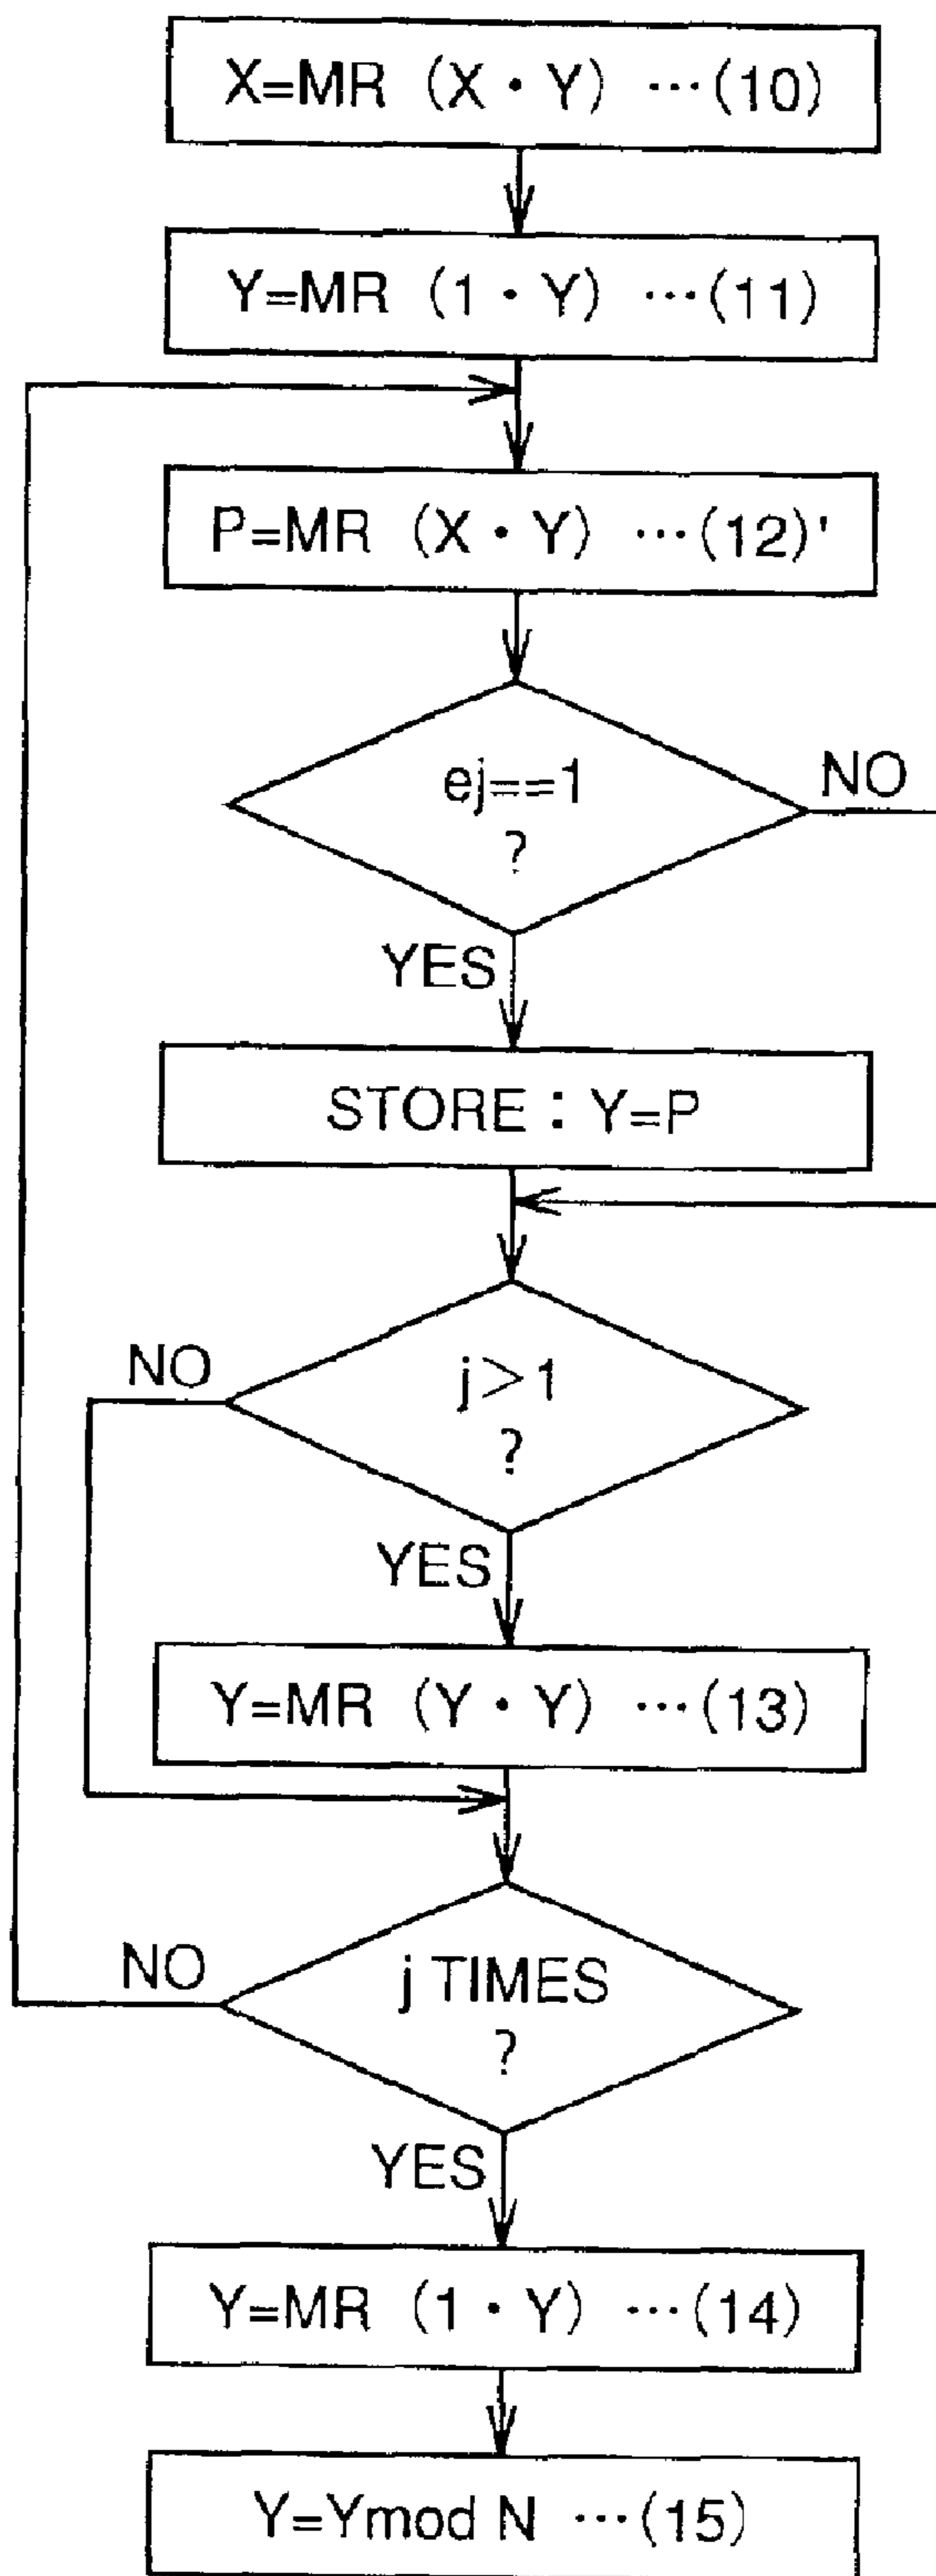 X=MR (X・Y) …(10)
Y=MR (1・Y) …(11)
P=MR (X・Y) …(12)'
ej==1
?
NO
YES
STORE : Y=P
NO
j>1
?
YES
Y=MR (Y・Y) …(13)
NO
j TIMES
?
YES
Y=MR (1・Y) …(14)
Y=Ymod N …(15)